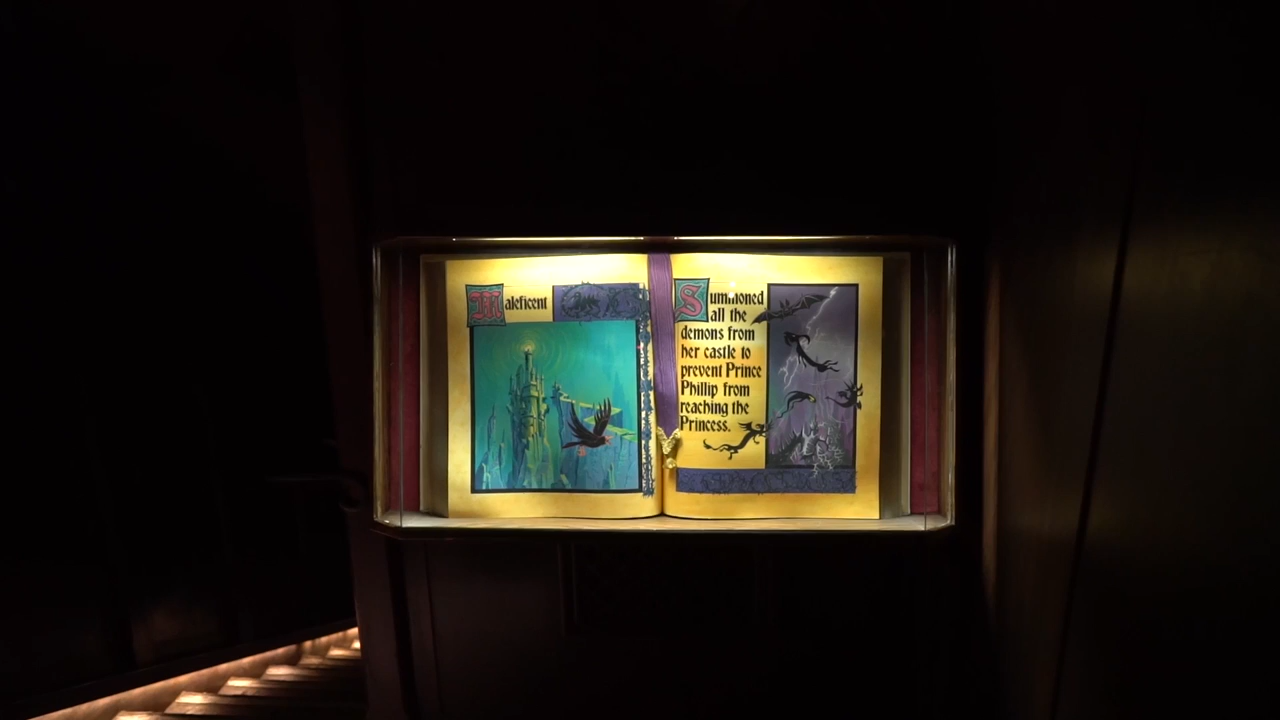 Maleficent
Summoned
all the
demons from
her castle to
prevent Prince
Phillip from
reaching the
Princess.